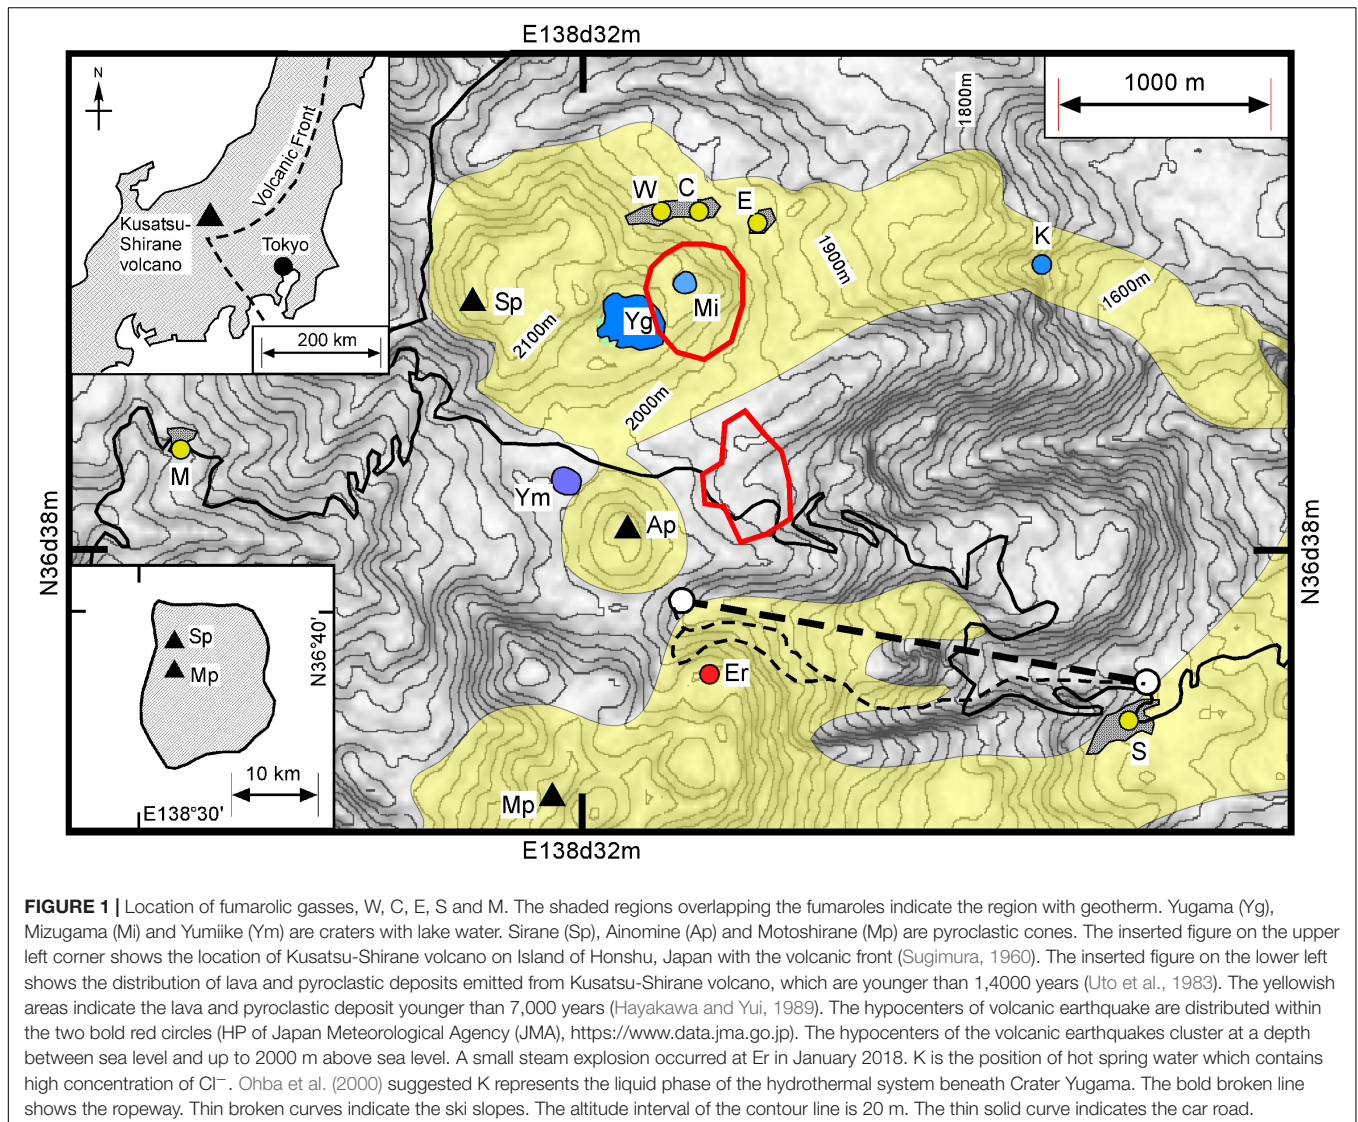 E138d32m
N
Volcanic Front
Kusatsu-
Shirane
volcano
Tokyo
200 km
1000 m
1800m
W
C
E
K
1900m
1600m
Sp
Mi
Yg
2100m
2000m
M
Ym
Ap
N36d38m
N36d38m
Er
S
Mp
Sp
Mp
N36°40'
10 km
E138°30'
E138d32m
FIGURE 1 | Location of fumarolic gasses, W, C, E, S and M. The shaded regions overlapping the fumaroles indicate the region with geotherm. Yugama (Yg),
Mizugama (Mi) and Yumiike (Ym) are craters with lake water. Sirane (Sp), Ainomine (Ap) and Motoshirane (Mp) are pyroclastic cones. The inserted figure on the upper
left corner shows the location of Kusatsu-Shirane volcano on Island of Honshu, Japan with the volcanic front (Sugimura, 1960). The inserted figure on the lower left
shows the distribution of lava and pyroclastic deposits emitted from Kusatsu-Shirane volcano, which are younger than 1,4000 years (Uto et al., 1983). The yellowish
areas indicate the lava and pyroclastic deposit younger than 7,000 years (Hayakawa and Yui, 1989). The hypocenters of volcanic earthquake are distributed within
the two bold red circles (HP of Japan Meteorological Agency (JMA), https://www.data.jma.go.jp). The hypocenters of the volcanic earthquakes cluster at a depth
between sea level and up to 2000 m above sea level. A small steam explosion occurred at Er in January 2018. K is the position of hot spring water which contains
high concentration of Cl⁻. Ohba et al. (2000) suggested K represents the liquid phase of the hydrothermal system beneath Crater Yugama. The bold broken line
shows the ropeway. Thin broken curves indicate the ski slopes. The altitude interval of the contour line is 20 m. The thin solid curve indicates the car road.